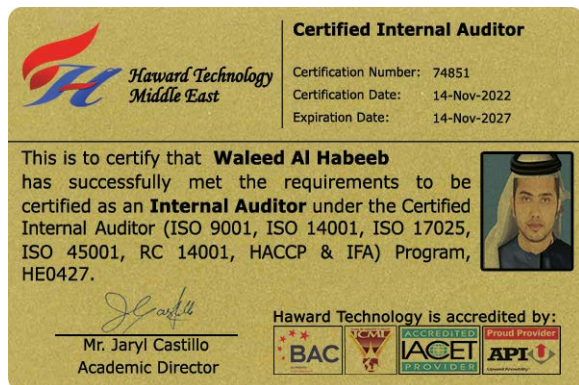 Certified Internal Auditor
Haward Technology
Middle East
Certification Number: 74851
Certification Date: 14-Nov-2022
Expiration Date: 14-Nov-2027
This is to certify that Waleed Al Habeeb
has successfully met the requirements to be
certified as an Internal Auditor under the Certified
Internal Auditor (ISO 9001, ISO 14001, ISO 17025,
ISO 45001, RC 14001, HACCP & IFA) Program,
HE0427.
Mr. Jaryl Castillo
Academic Director
Haward Technology is accredited by:
BAC
ACCREDITED
IACET
PROVIDER
Proud Provider
API